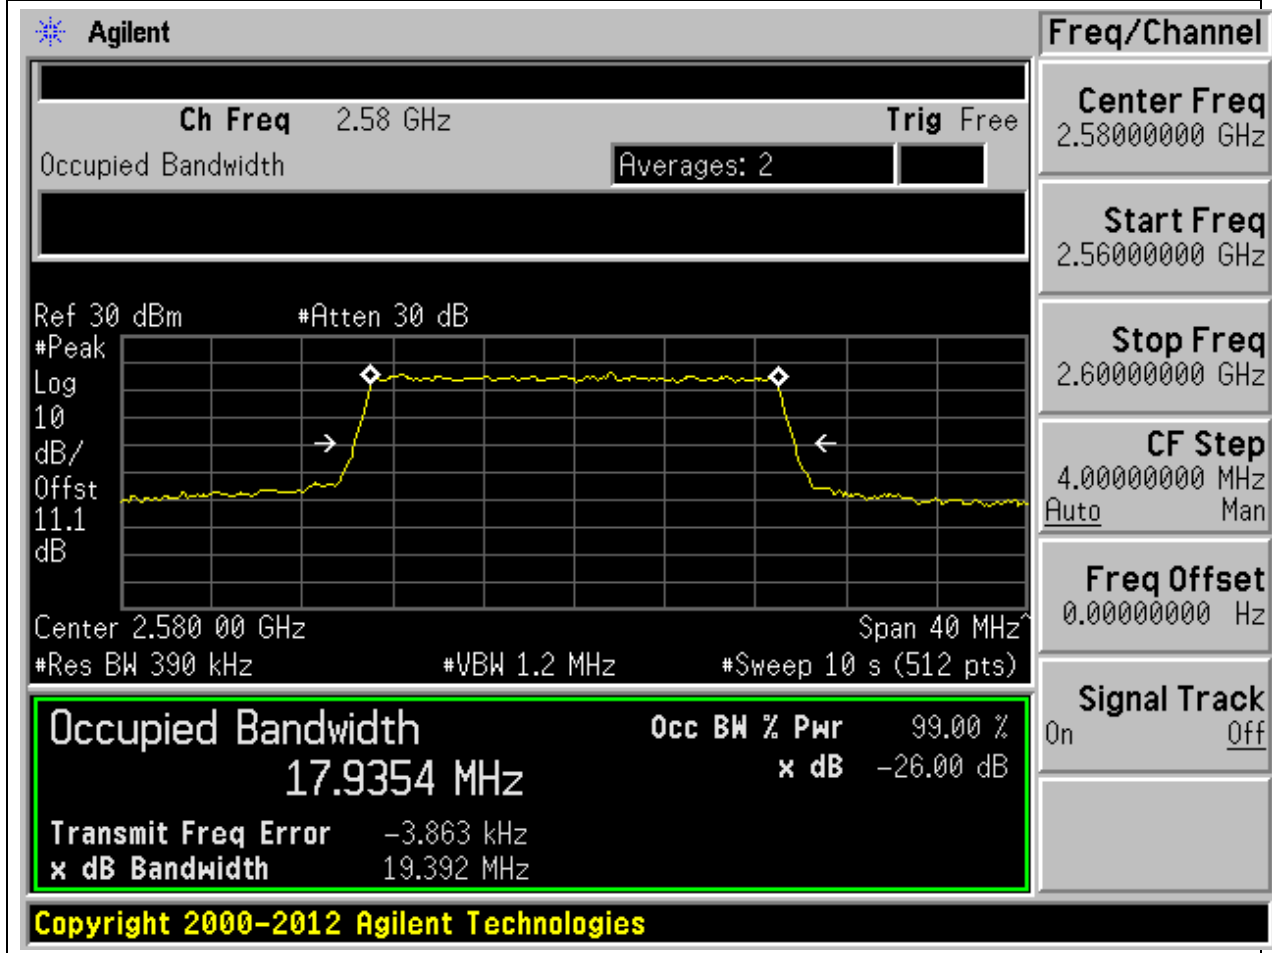 Agilent
Freq/Channel
Ch Freq 2.58 GHz Trig Free
Occupied Bandwidth Averages: 2
Center Freq
2.58000000 GHz
Start Freq
2.56000000 GHz
Stop Freq
2.60000000 GHz
CF Step
4.00000000 MHz
Auto Man
Freq Offset
0.00000000 Hz
Signal Track
On Off
Ref 30 dBm #Atten 30 dB
#Peak
Log
10
dB/
Offst
11.1
dB
Center 2.580 00 GHz Span 40 MHz^
#Res BW 390 kHz #VBW 1.2 MHz #Sweep 10 s (512 pts)
Occupied Bandwidth Occ BW % Pwr 99.00 %
17.9354 MHz x dB -26.00 dB
Transmit Freq Error -3.863 kHz
x dB Bandwidth 19.392 MHz
Copyright 2000-2012 Agilent Technologies